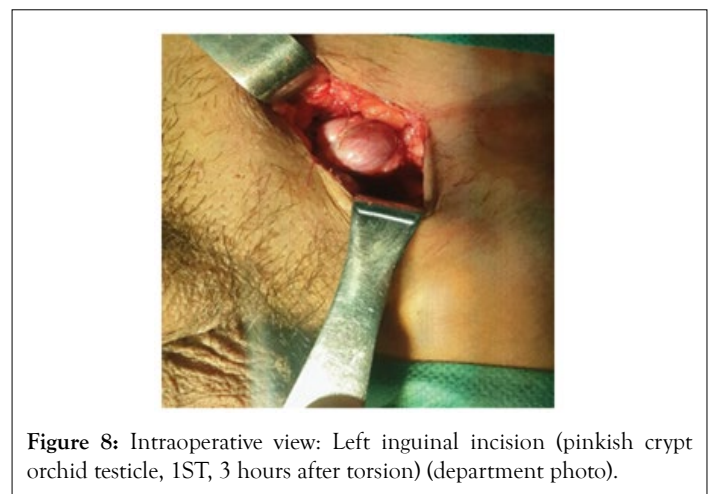 Figure 8: Intraoperative view: Left inguinal incision (pinkish crypt
orchid testicle, 1ST, 3 hours after torsion) (department photo).